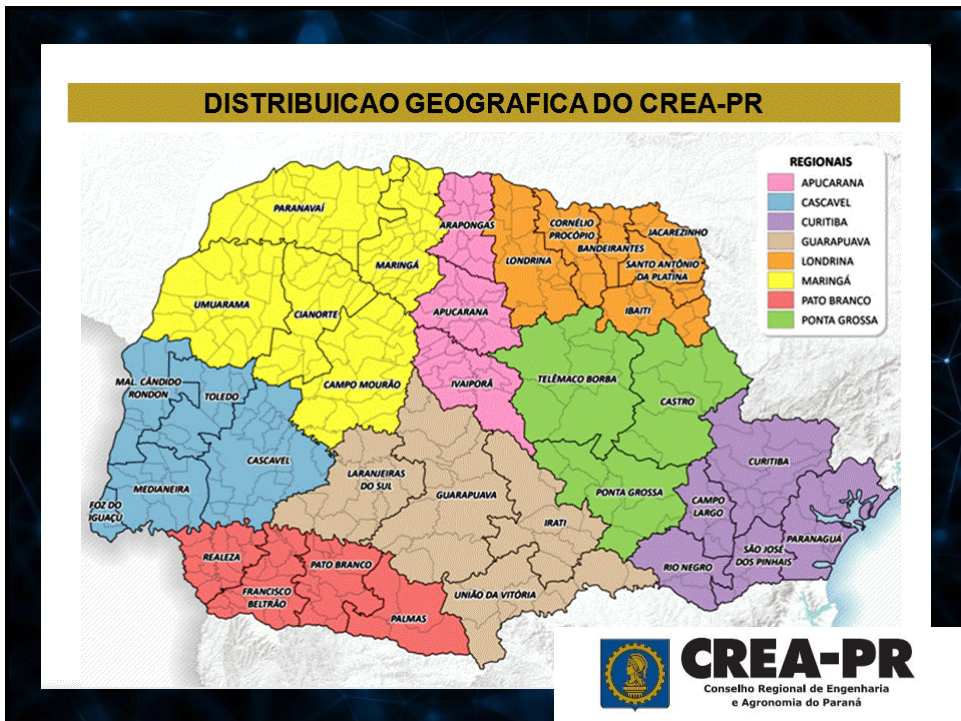 DISTRIBUICAO GEOGRAFICA DO CREA-PR
REGIONAIS
APUCARANA
CASCAVEL
CURITIBA
GUARAPUAVA
LONDRINA
MARINGÁ
PATO BRANCO
PONTA GROSSA
PARANAVAÍ
ARAPONGAS
CORNÉLIO
PROCÓPIO
JACAREZINHO
BANDEIRANTES
LONDRINA
MARINGÁ
SANTO ANTÔNIO
DA PLATINA
UMUARAMA
CIANORTE
APUCARANA
IBAITI
MAL. CÂNDIDO
RONDON
TOLEDO
CAMPO MOURÃO
IVAIPORÃ
TELÊMACO BORBA
CASTRO
CASCAVEL
LARANJEIRAS
DO SUL
CURITIBA
MEDIANEIRA
GUARAPUAVA
PONTA GROSSA
CAMPO
LARGO
FOZ DO
IGUAÇÚ
IRATI
PARANAGUÁ
REALEZA
PATO BRANCO
RIO NEGRO
SÃO JOSÉ
DOS PINHAIS
FRANCISCO
BELTRÃO
UNIÃO DA VITÓRIA
PALMAS
CREA-PR
Conselho Regional de Engenharia
e Agronomia do Paraná